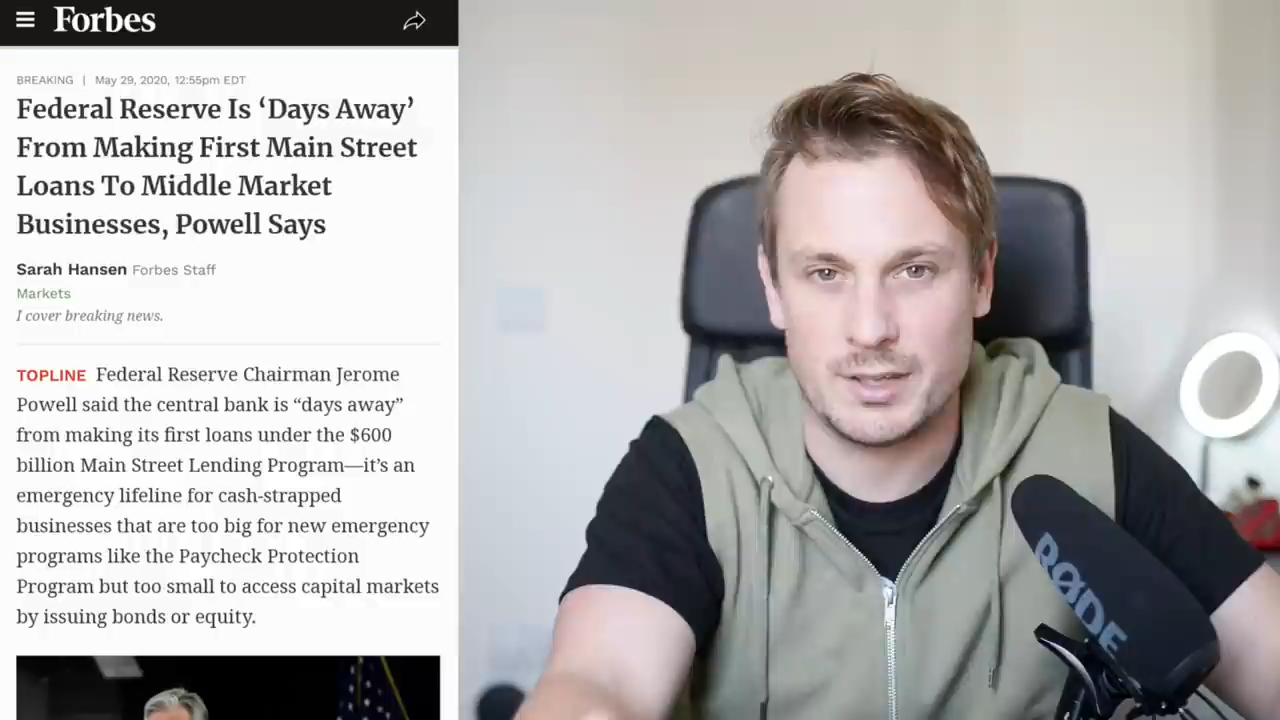 Forbes
BREAKING | May 29, 2020, 12:55pm EDT
Federal Reserve Is ‘Days Away’
From Making First Main Street
Loans To Middle Market
Businesses, Powell Says
Sarah Hansen Forbes Staff
Markets
I cover breaking news.
TOPLINE Federal Reserve Chairman Jerome
Powell said the central bank is “days away”
from making its first loans under the $600
billion Main Street Lending Program—it’s an
emergency lifeline for cash-strapped
businesses that are too big for new emergency
programs like the Paycheck Protection
Program but too small to access capital markets
by issuing bonds or equity.
RØDE